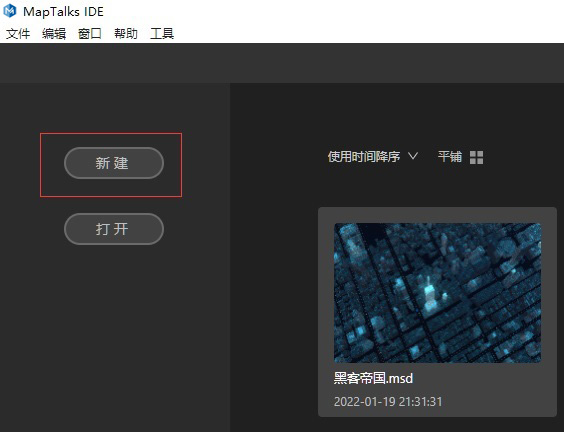 MapTalks IDE
文件 编辑 窗口 帮助 工具
新建
使用时间降序 平铺
打开
黑客帝国.msd
2022-01-19 21:31:31